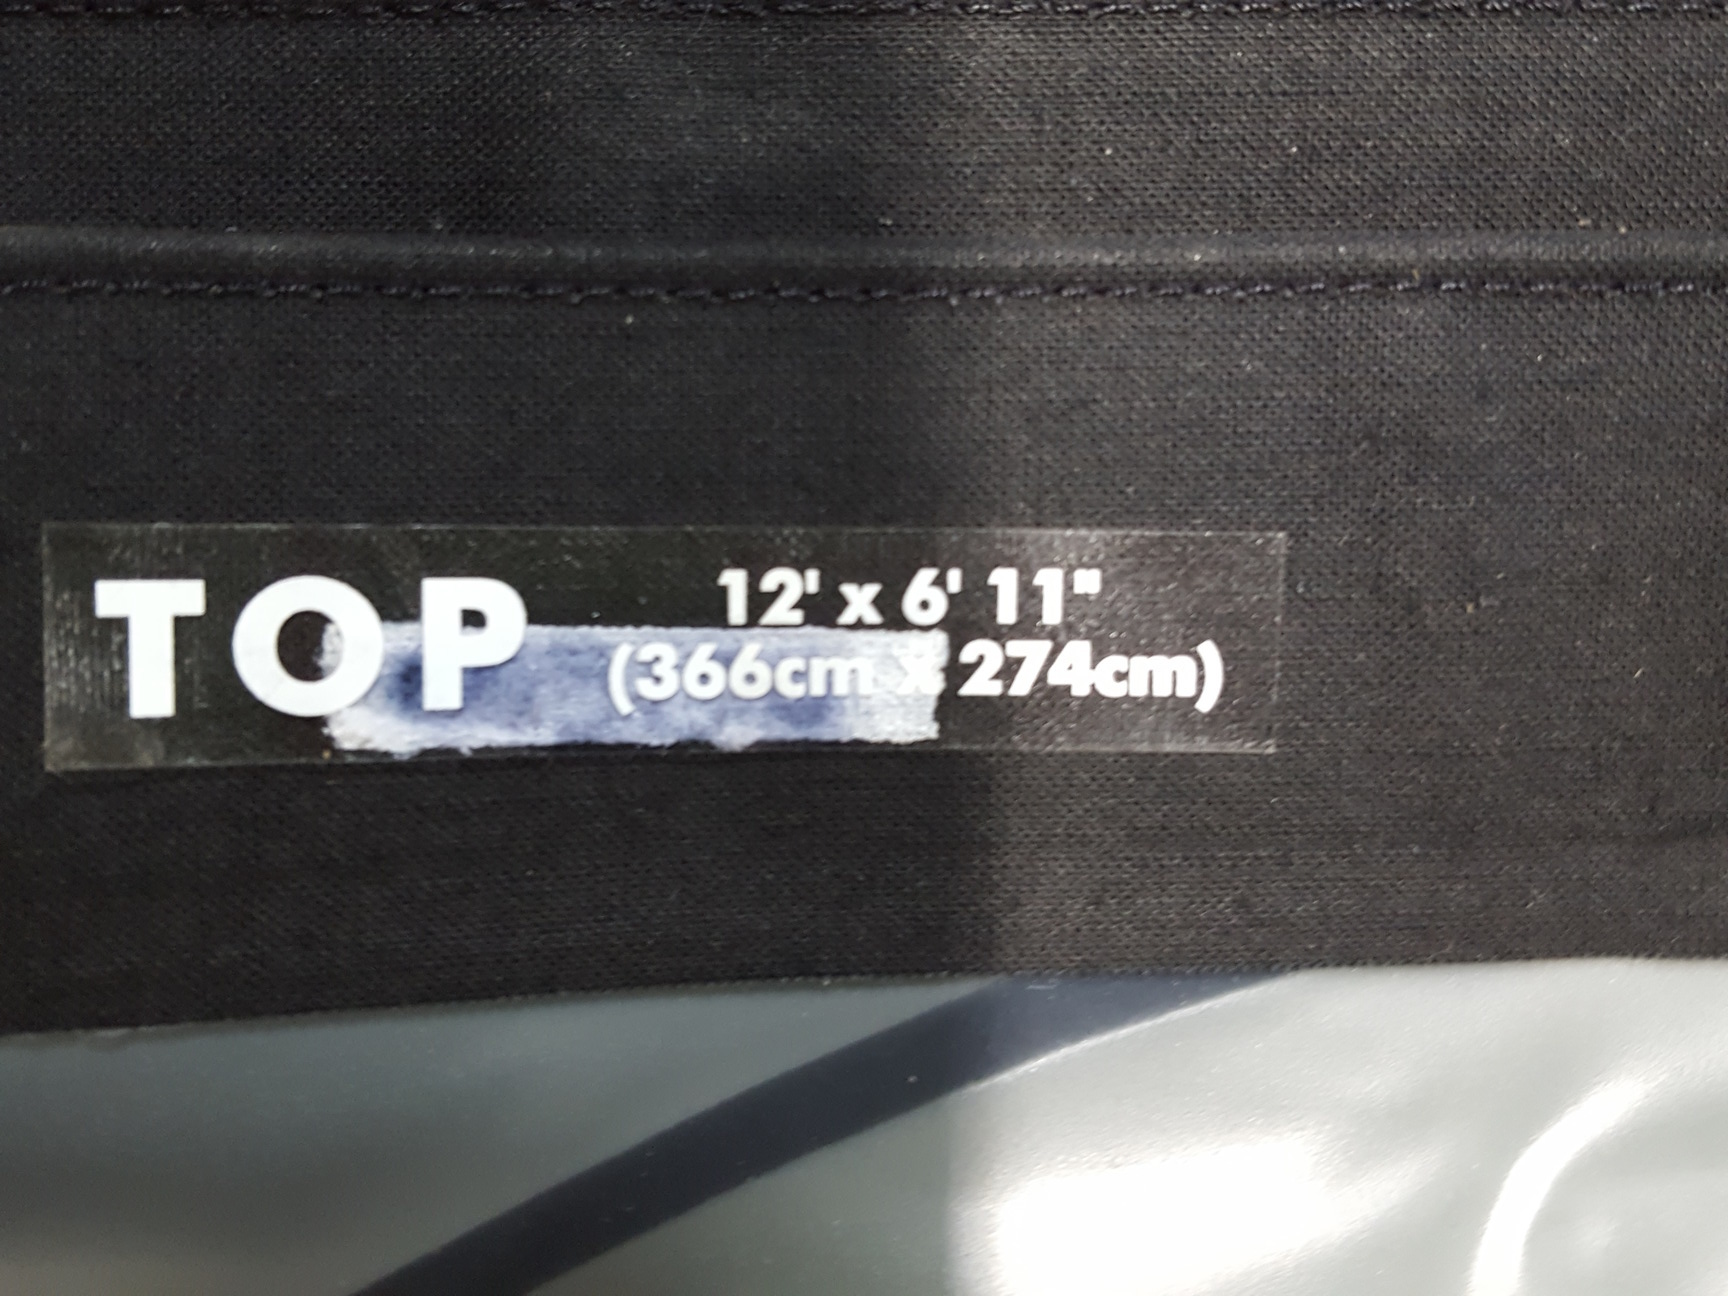 TOP
12' x 6' 11"
(366cm x 274cm)